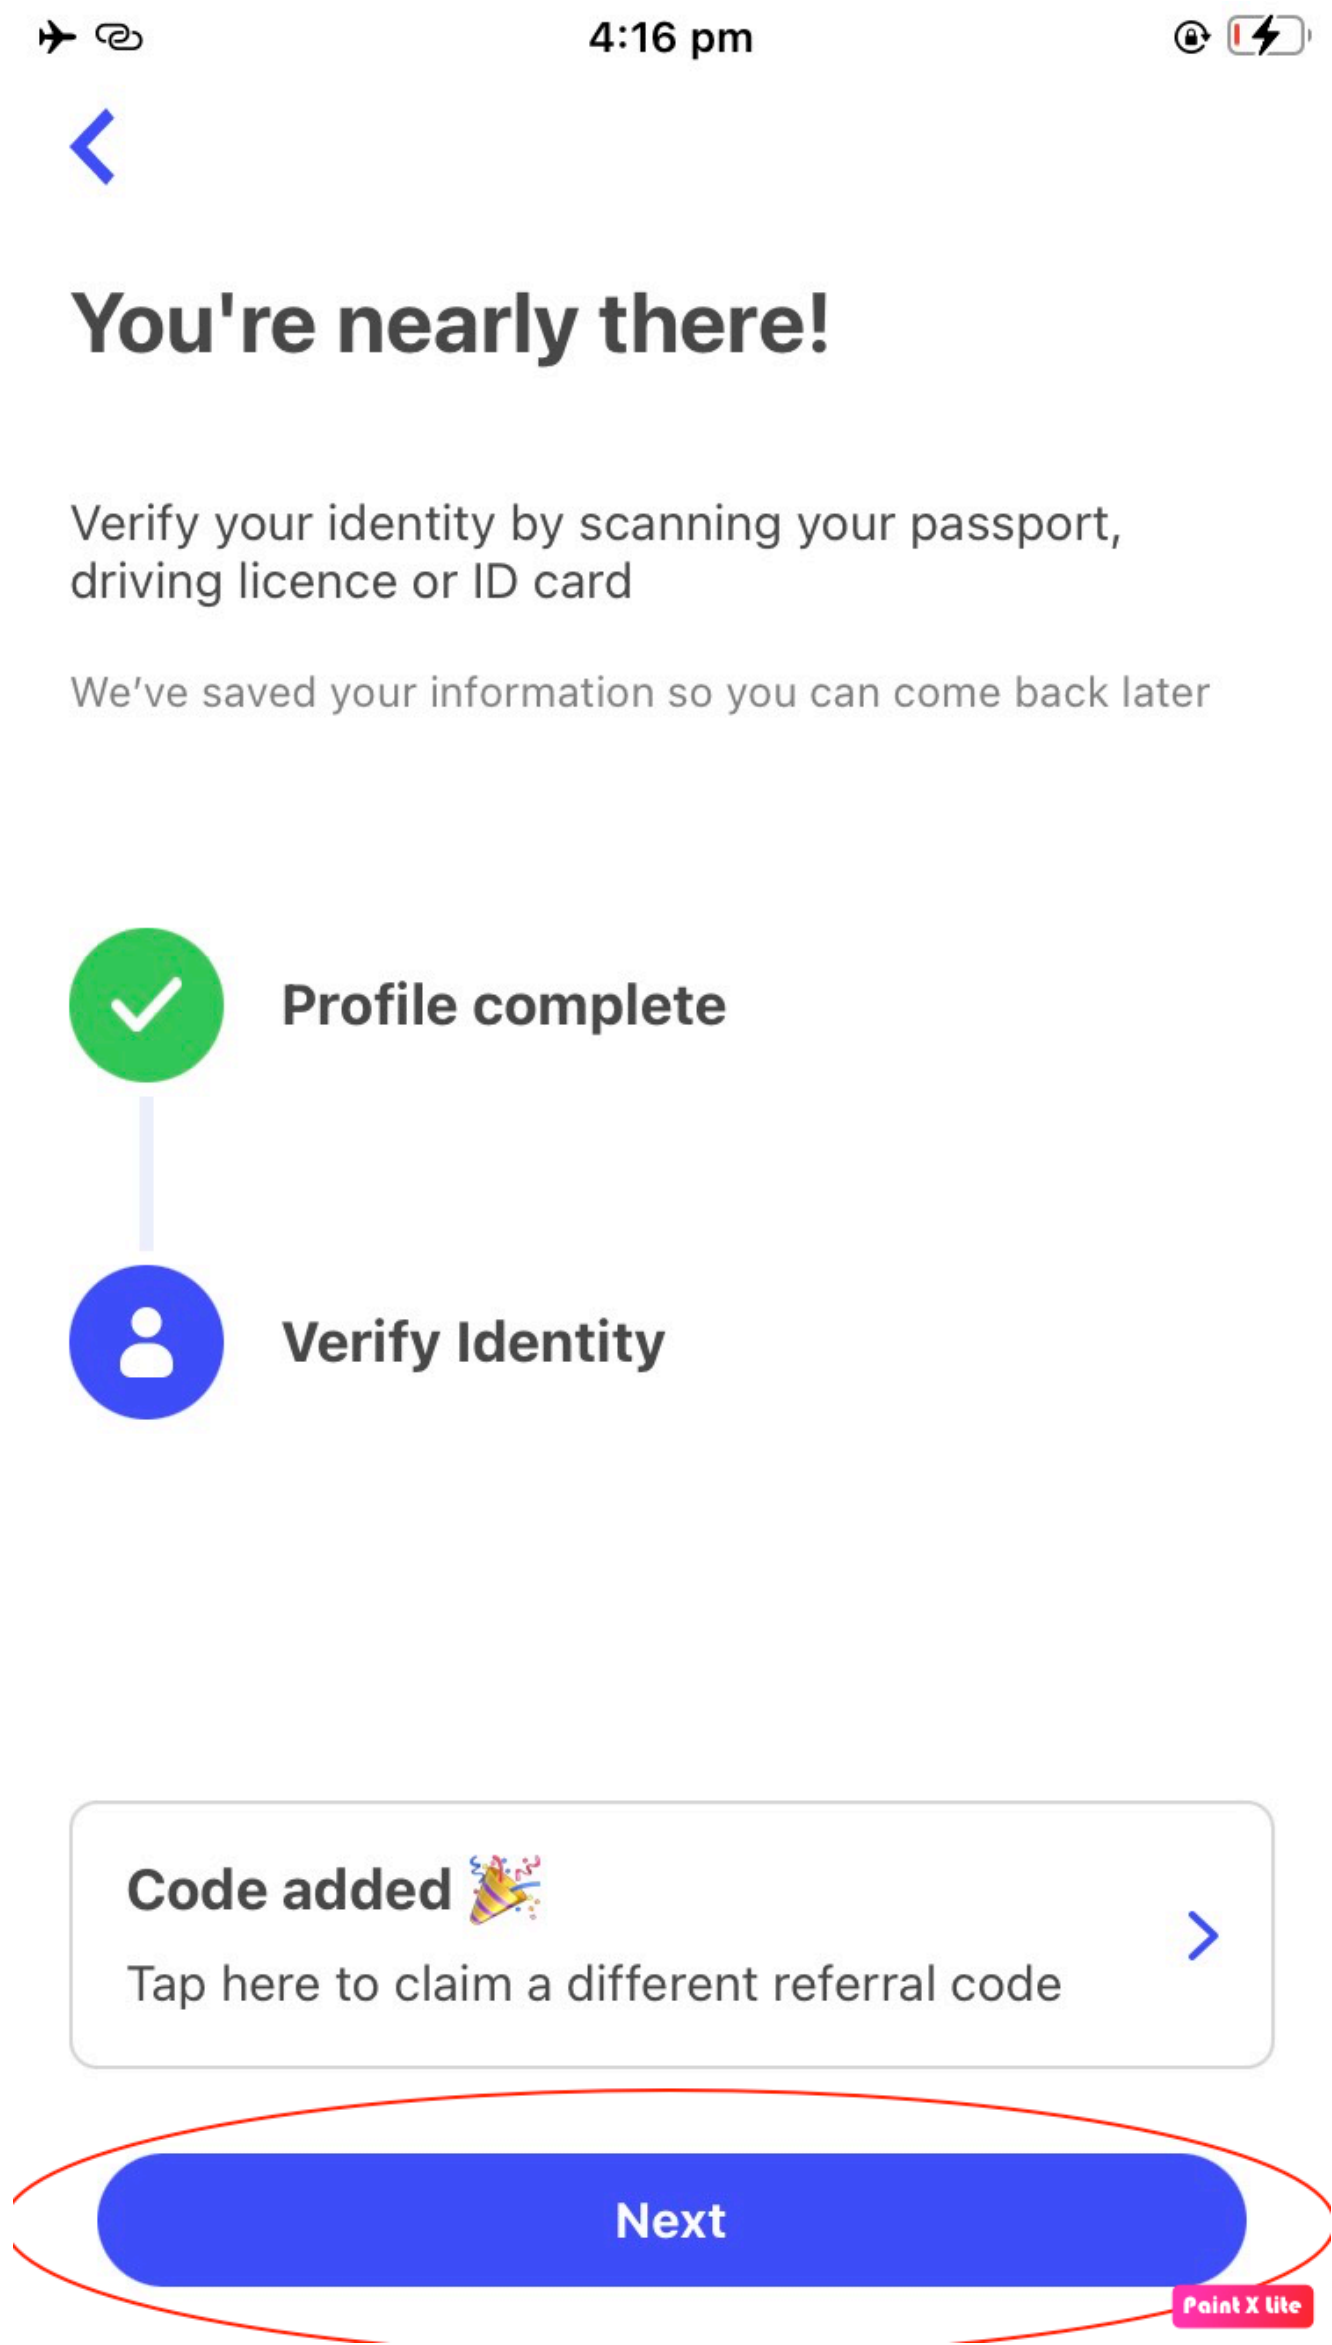 4:16 pm
You're nearly there!
Verify your identity by scanning your passport,
driving licence or ID card
We’ve saved your information so you can come back later
Profile complete
Verify Identity
Code added
Tap here to claim a different referral code
Next
Paint X Lite